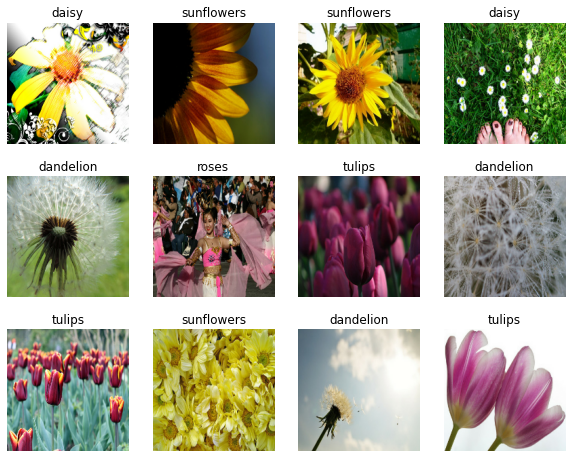 daisy
sunflowers
sunflowers
daisy
dandelion
roses
tulips
dandelion
tulips
sunflowers
dandelion
tulips